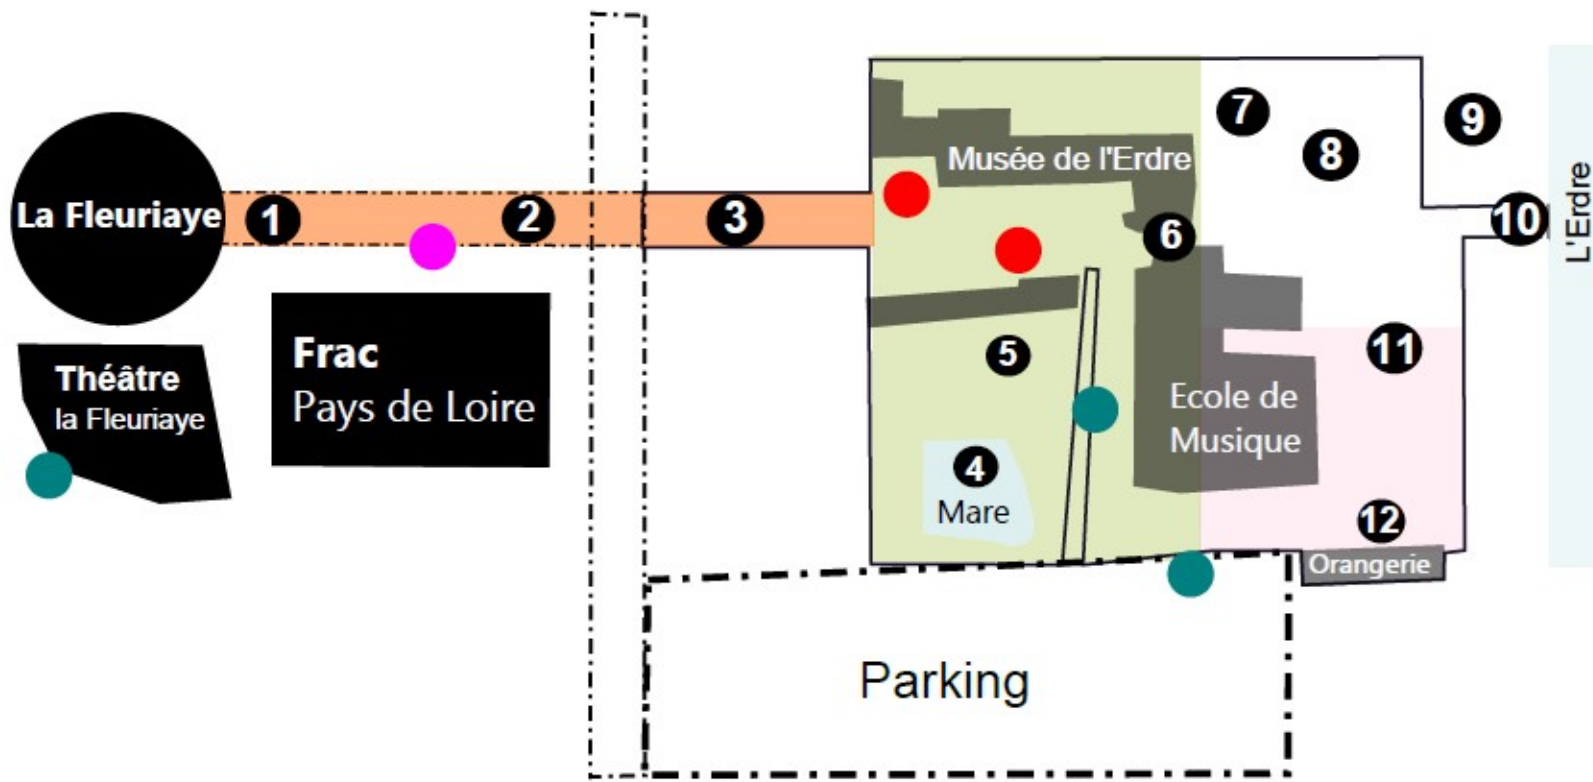 La Fleuriaye
1
2
3
Théâtre
la Fleuriaye
Frac
Pays de Loire
Musée de l'Erdre
4
Mare
5
6
7
8
9
10
L'Erdre
Ecole de
Musique
11
12
Orangerie
Parking